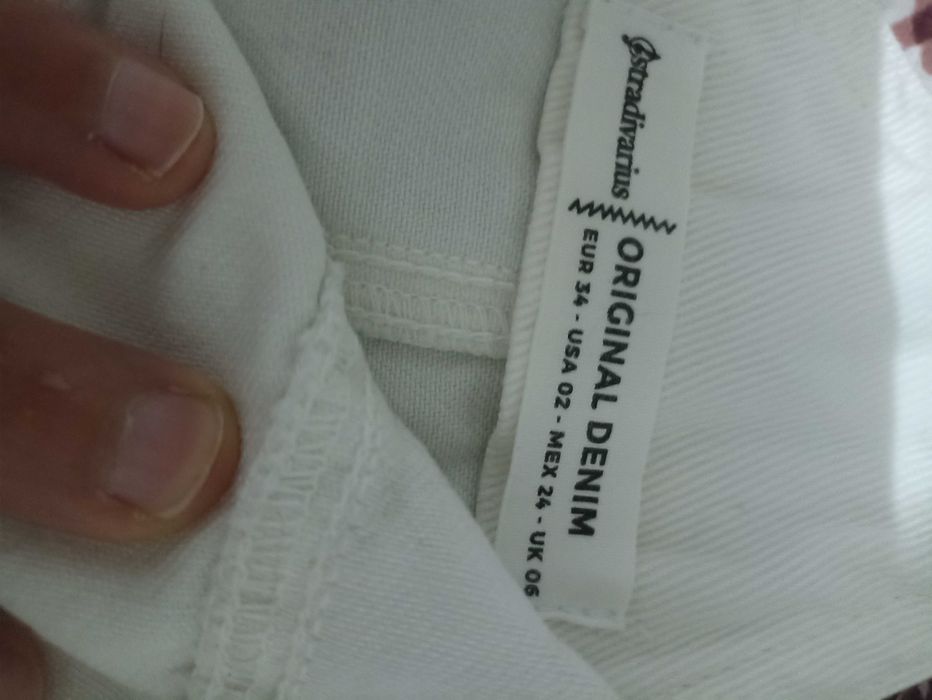 stradivarius
ORIGINAL DENIM
EUR 34 - USA 02 - MEX 24 - UK 06